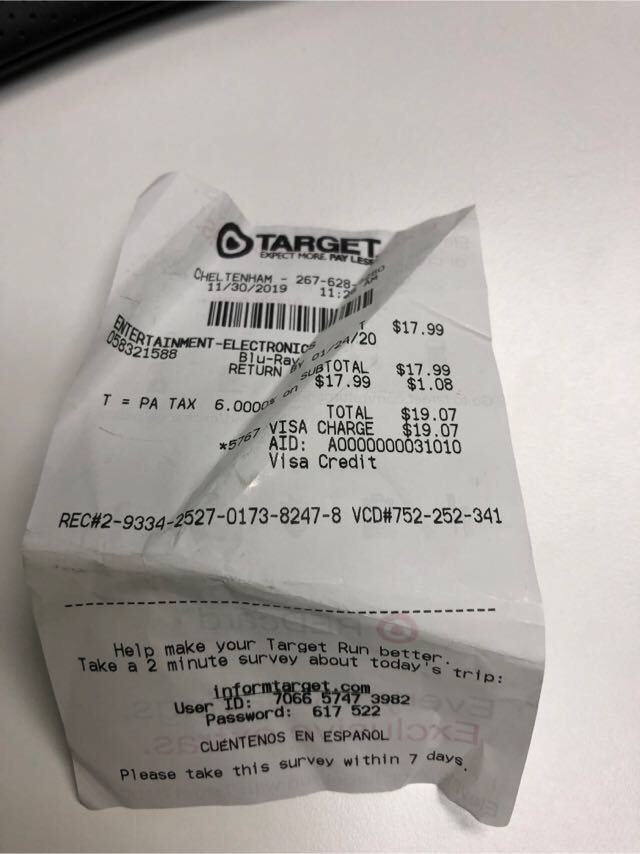 TARGET
EXPECT MORE. PAY LESS
CHELTENHAM - 267-628-
11/30/2019 11:2 AM
ENTERTAINMENT-ELECTRONICS
058321588 Blu-Ray T $17.99
RETURN BY 01/24/20
SUBTOTAL $17.99
T = PA TAX 6.0000% on $17.99 $1.08
TOTAL $19.07
*5767 VISA CHARGE $19.07
AID: A0000000031010
Visa Credit
REC#2-9334-2527-0173-8247-8 VCD#752-252-341
Help make your Target Run better.
Take a 2 minute survey about today's trip:
informtarget.com
User ID: 7066 5747 3982
Password: 617 522
CUÉNTENOS EN ESPAÑOL
Please take this survey within 7 days.